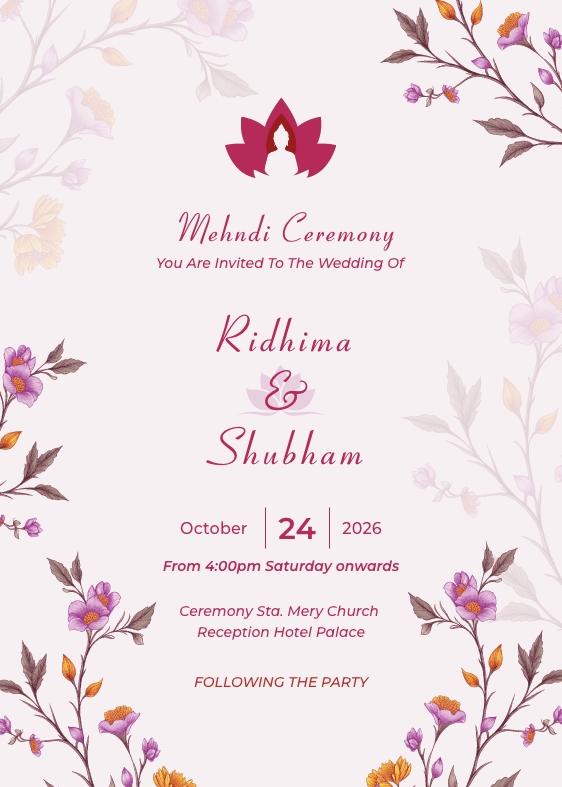 Mehndi Ceremony
You Are Invited To The Wedding Of
Ridhima
&
Shubham
October 24 2026
From 4:00pm Saturday onwards
Ceremony Sta. Mery Church
Reception Hotel Palace
FOLLOWING THE PARTY